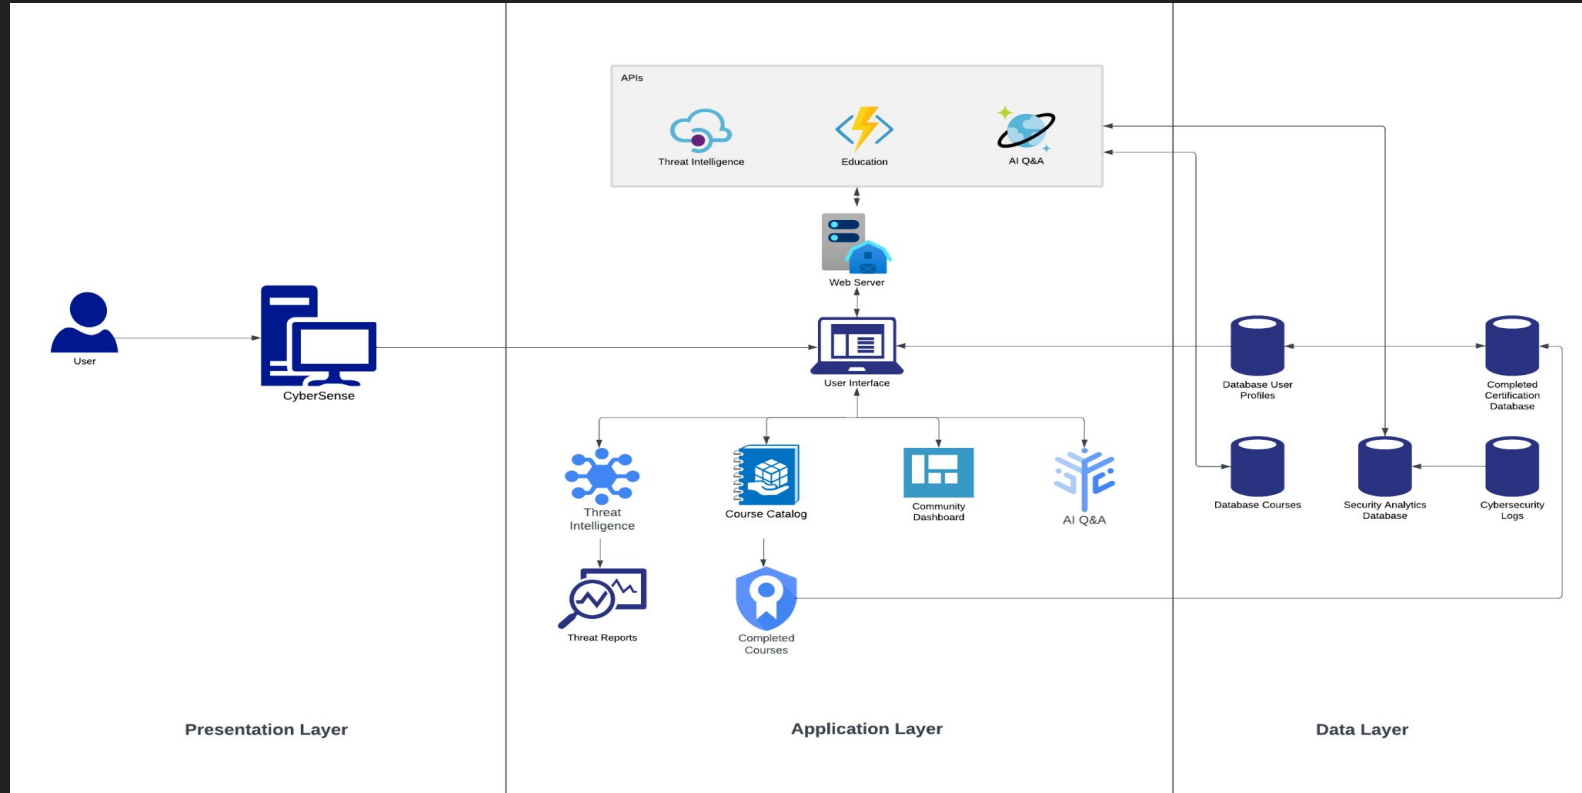 APIs
Threat Intelligence
Education
AI Q&A
Web Server
User
CyberSense
User Interface
Database User
Profiles
Completed
Certification
Database
Threat
Intelligence
Course Catalog
Community
Dashboard
AI Q&A
Database Courses
Security Analytics
Database
Cybersecurity
Logs
Threat Reports
Completed
Courses
Presentation Layer
Application Layer
Data Layer